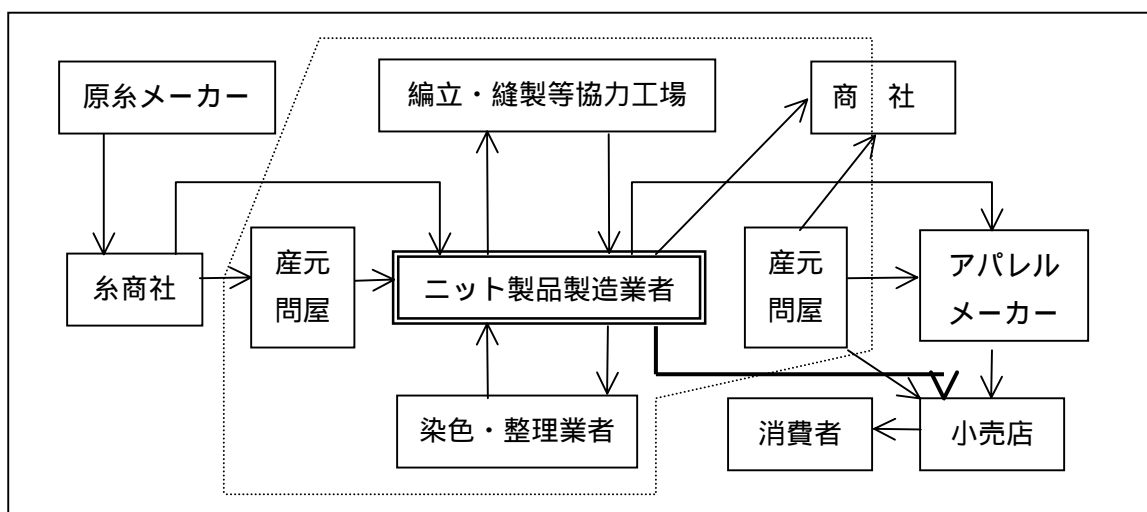 原糸メーカー
編立・縫製等協力工場
商 社
糸商社
産元
問屋
ニット製品製造業者
産元
問屋
アパレル
メーカー
染色・整理業者
消費者
小売店